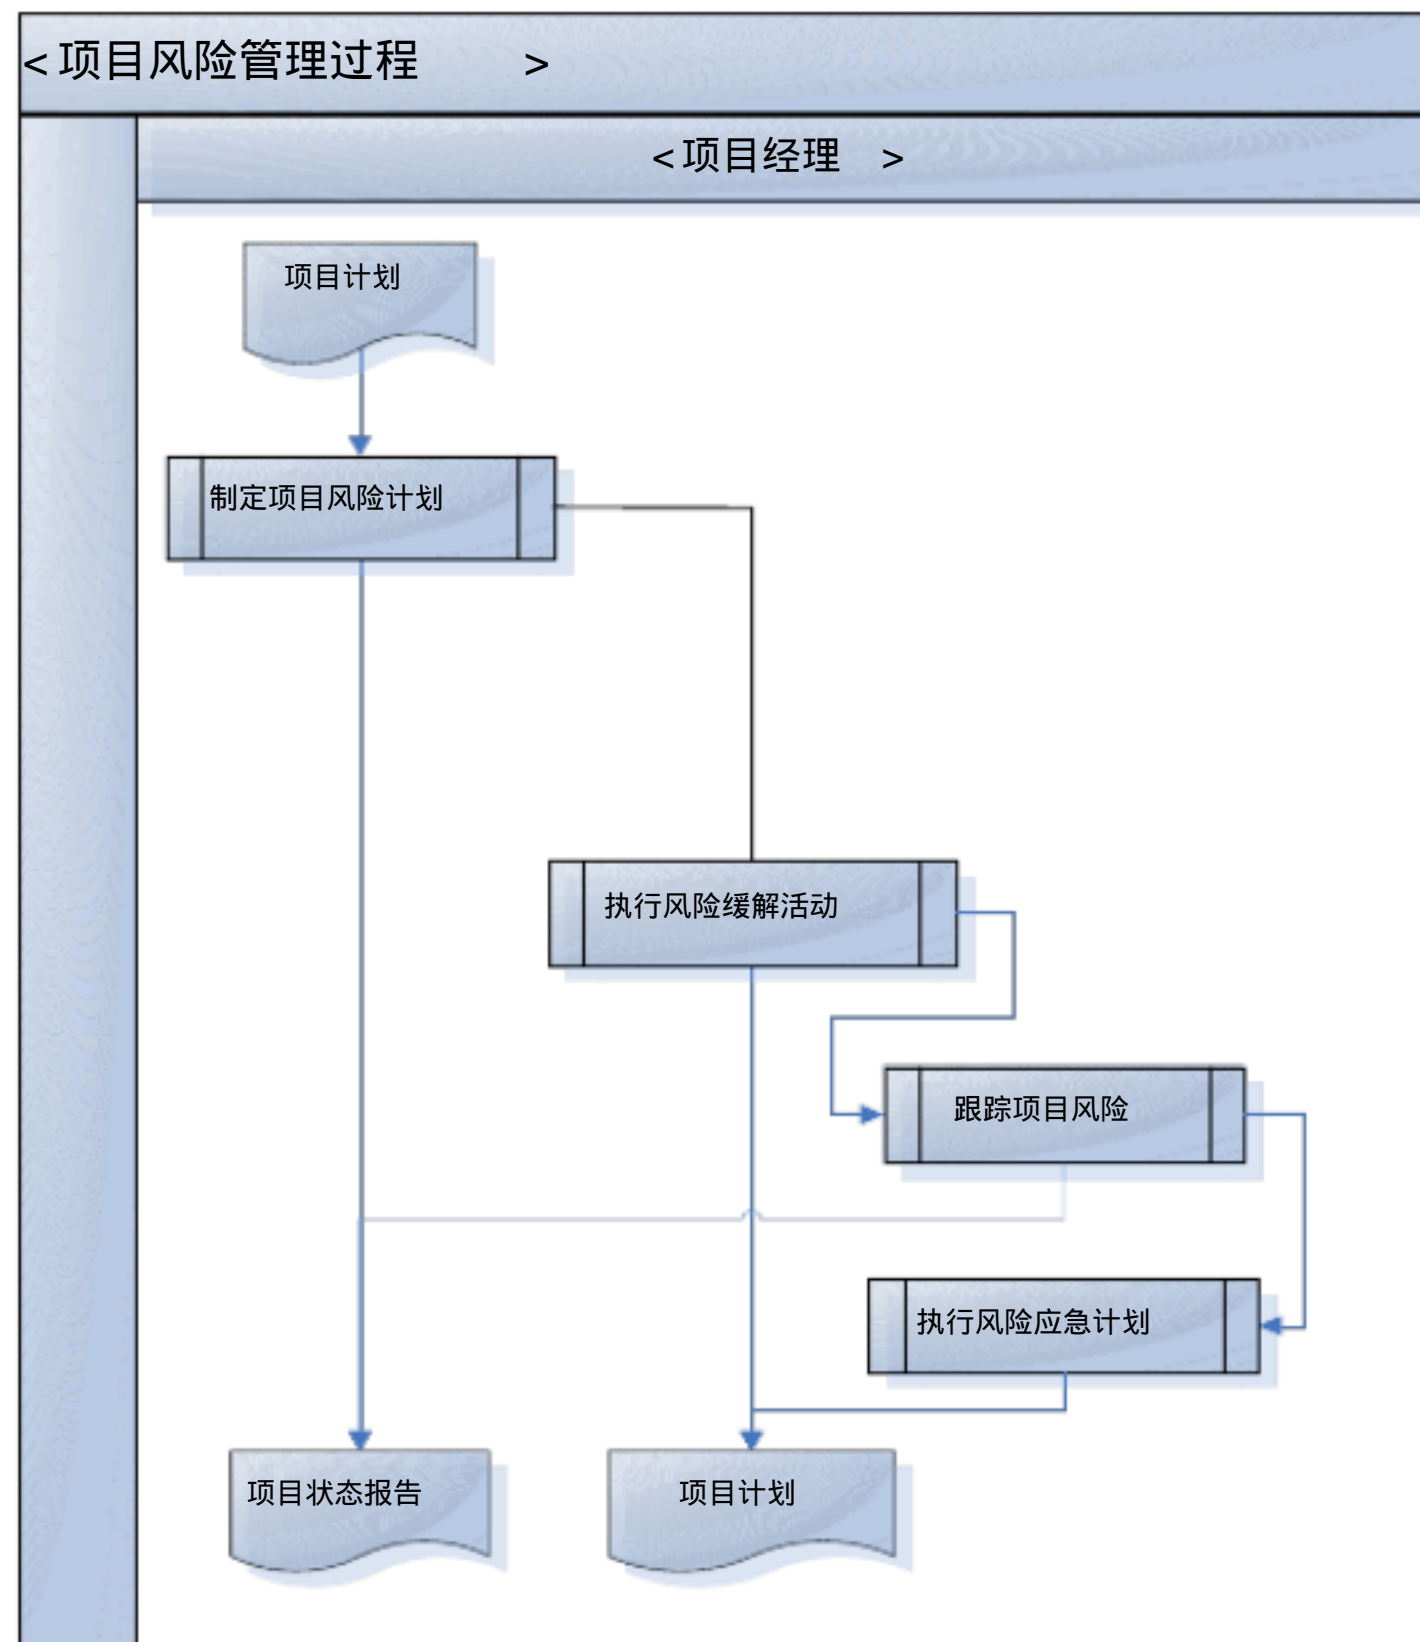 <项目风险管理过程 >
<项目经理 >
项目计划
制定项目风险计划
执行风险缓解活动
跟踪项目风险
执行风险应急计划
项目状态报告
项目计划